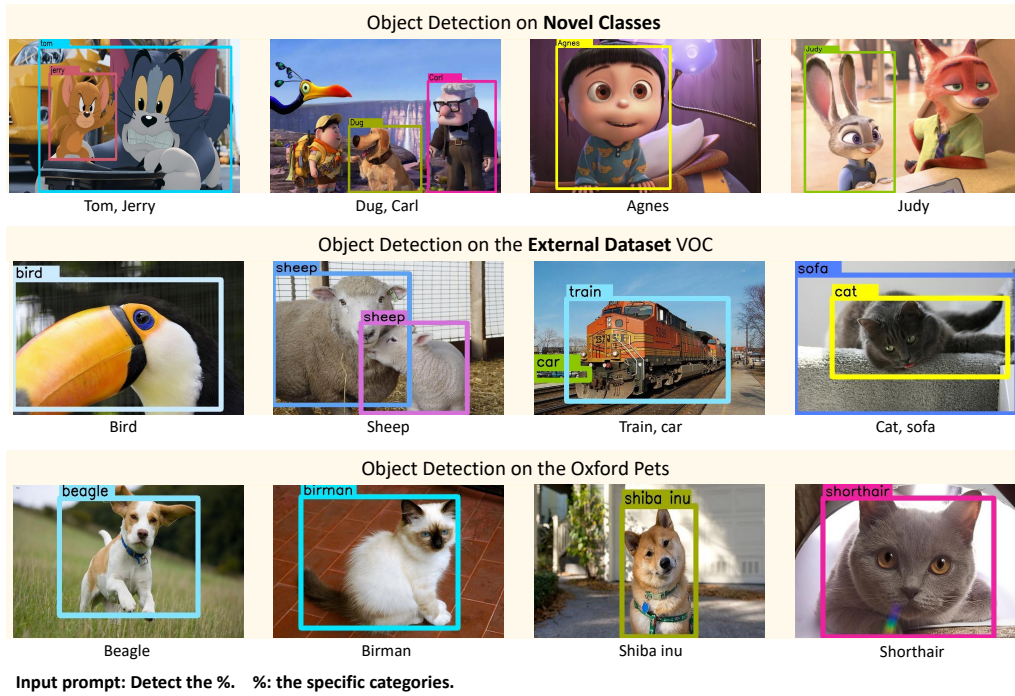 Object Detection on Novel Classes
tom
jerry
Dug
Carl
Agnes
Judy
Tom, Jerry
Dug, Carl
Agnes
Judy
Object Detection on the External Dataset VOC
bird
sheep
sheep
train
car
sofa
cat
Bird
Sheep
Train, car
Cat, sofa
Object Detection on the Oxford Pets
beagle
birman
shiba inu
shorthair
Beagle
Birman
Shiba inu
Shorthair
Input prompt: Detect the %. %: the specific categories.